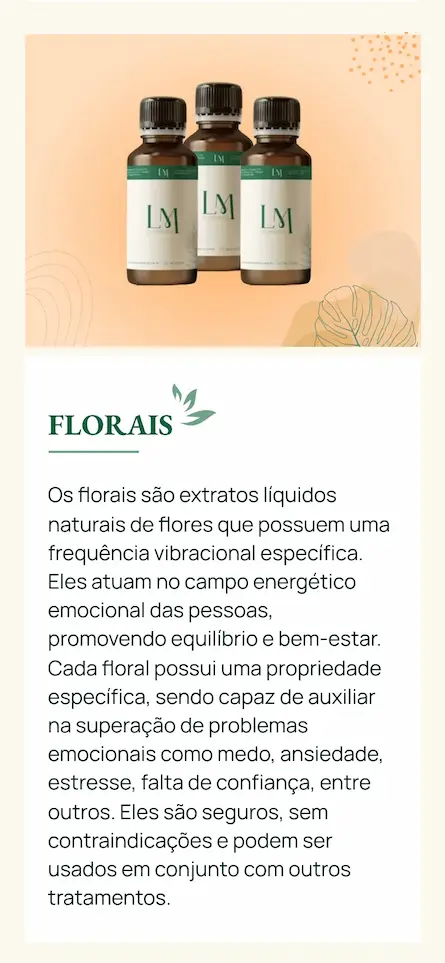 LM
LM
LM
LM
LM
FLORAIS
Os florais são extratos líquidos
naturais de flores que possuem uma
frequência vibracional específica.
Eles atuam no campo energético
emocional das pessoas,
promovendo equilíbrio e bem-estar.
Cada floral possui uma propriedade
específica, sendo capaz de auxiliar
na superação de problemas
emocionais como medo, ansiedade,
estresse, falta de confiança, entre
outros. Eles são seguros, sem
contraindicações e podem ser
usados em conjunto com outros
tratamentos.